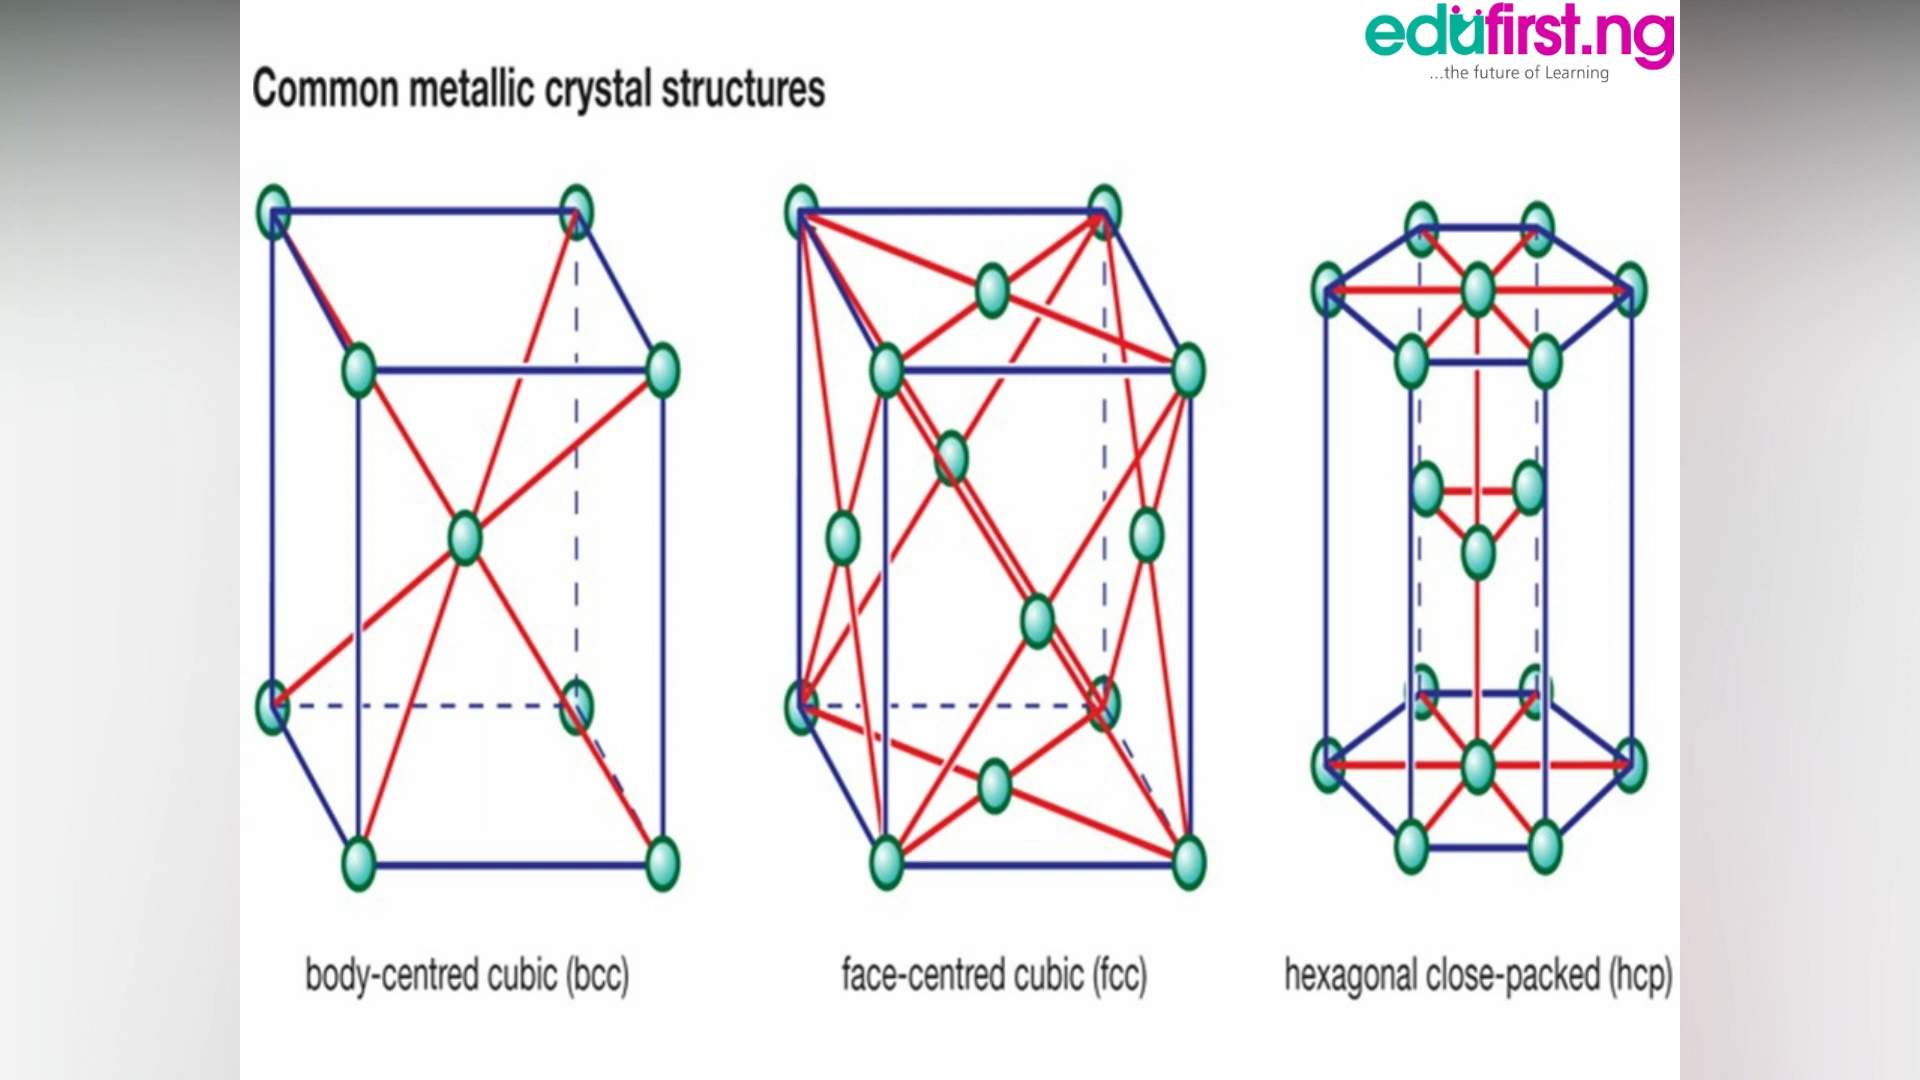 edufirst.ng
...the future of Learning
Common metallic crystal structures
body-centred cubic (bcc)
face-centred cubic (fcc)
hexagonal close-packed (hcp)